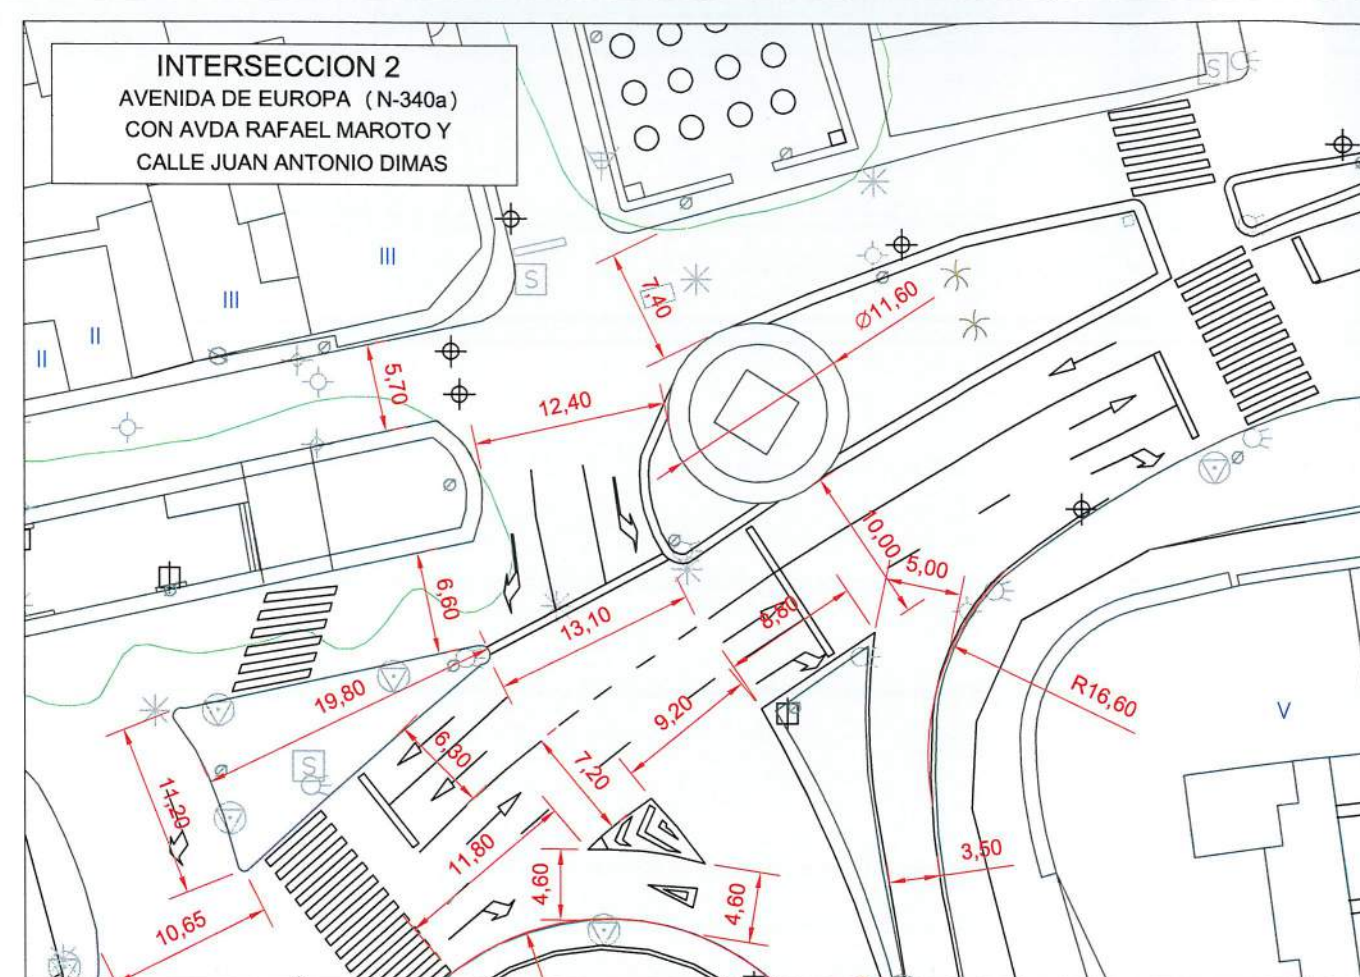 INTERSECCION 2
AVENIDA DE EUROPA (N-340a)
CON AVDA RAFAEL MAROTO Y
CALLE JUAN ANTONIO DIMAS
S
III
S
7,40
III
II
II
Ø11,60
5,70
12,40
10,00
5,00
6,60
13,10
8,60
19,80
R16,60
9,20
V
6,30
7,20
S
11,20
11,80
3,50
4,60
4,60
10,65